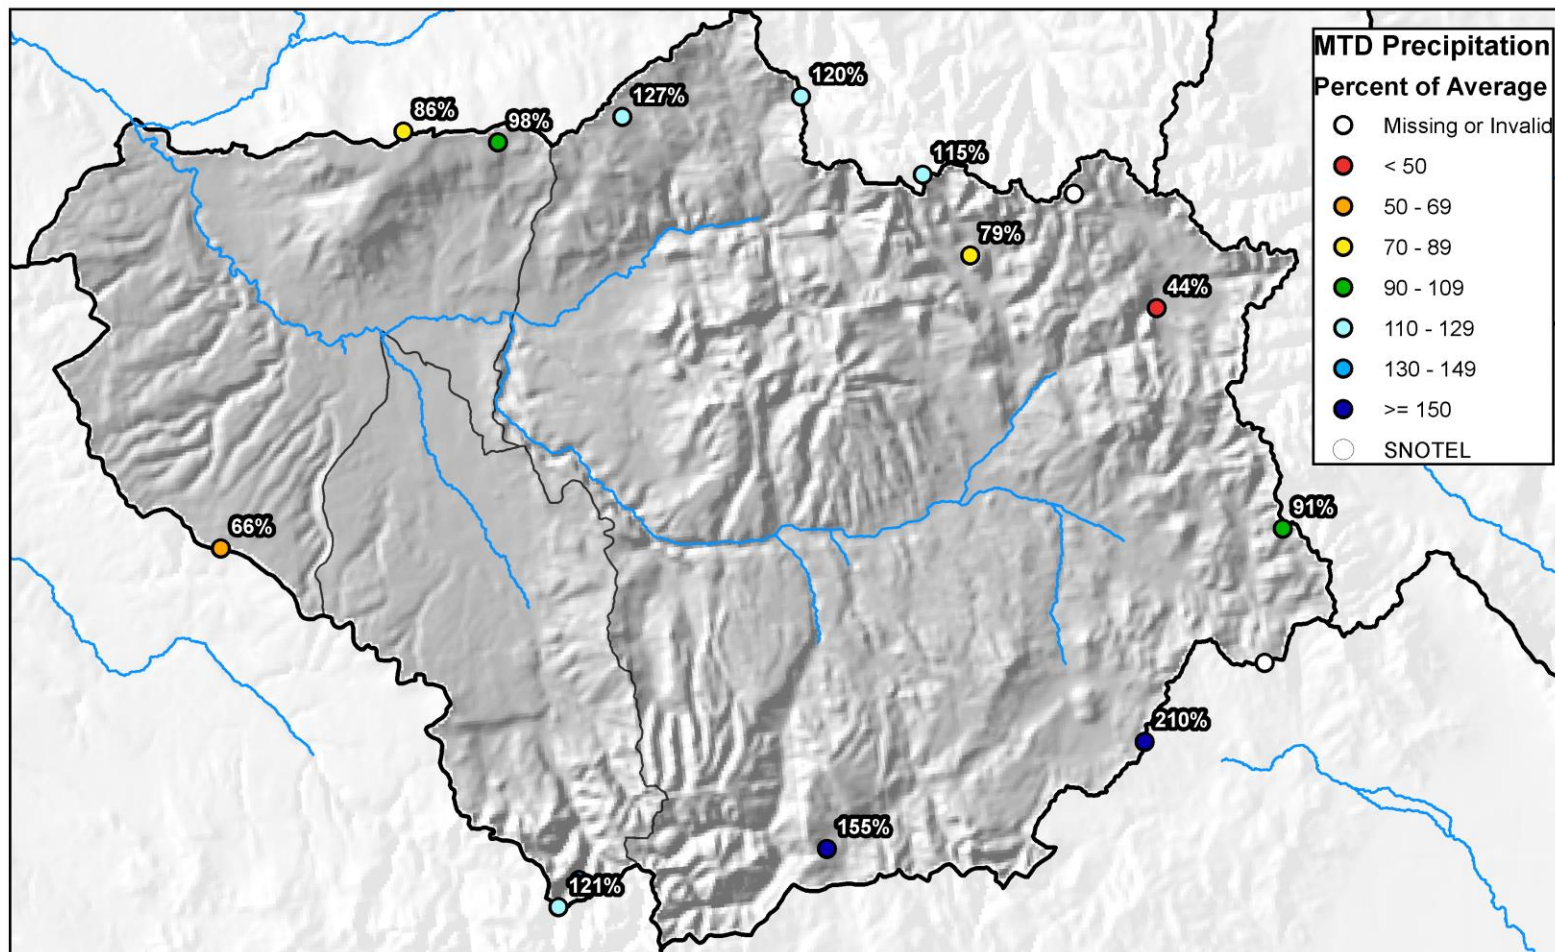 MTD Precipitation
Percent of Average
Missing or Invalid
< 50
50 - 69
70 - 89
90 - 109
110 - 129
130 - 149
>= 150
SNOTEL
120%
86%
127%
98%
115%
79%
44%
91%
66%
210%
155%
121%